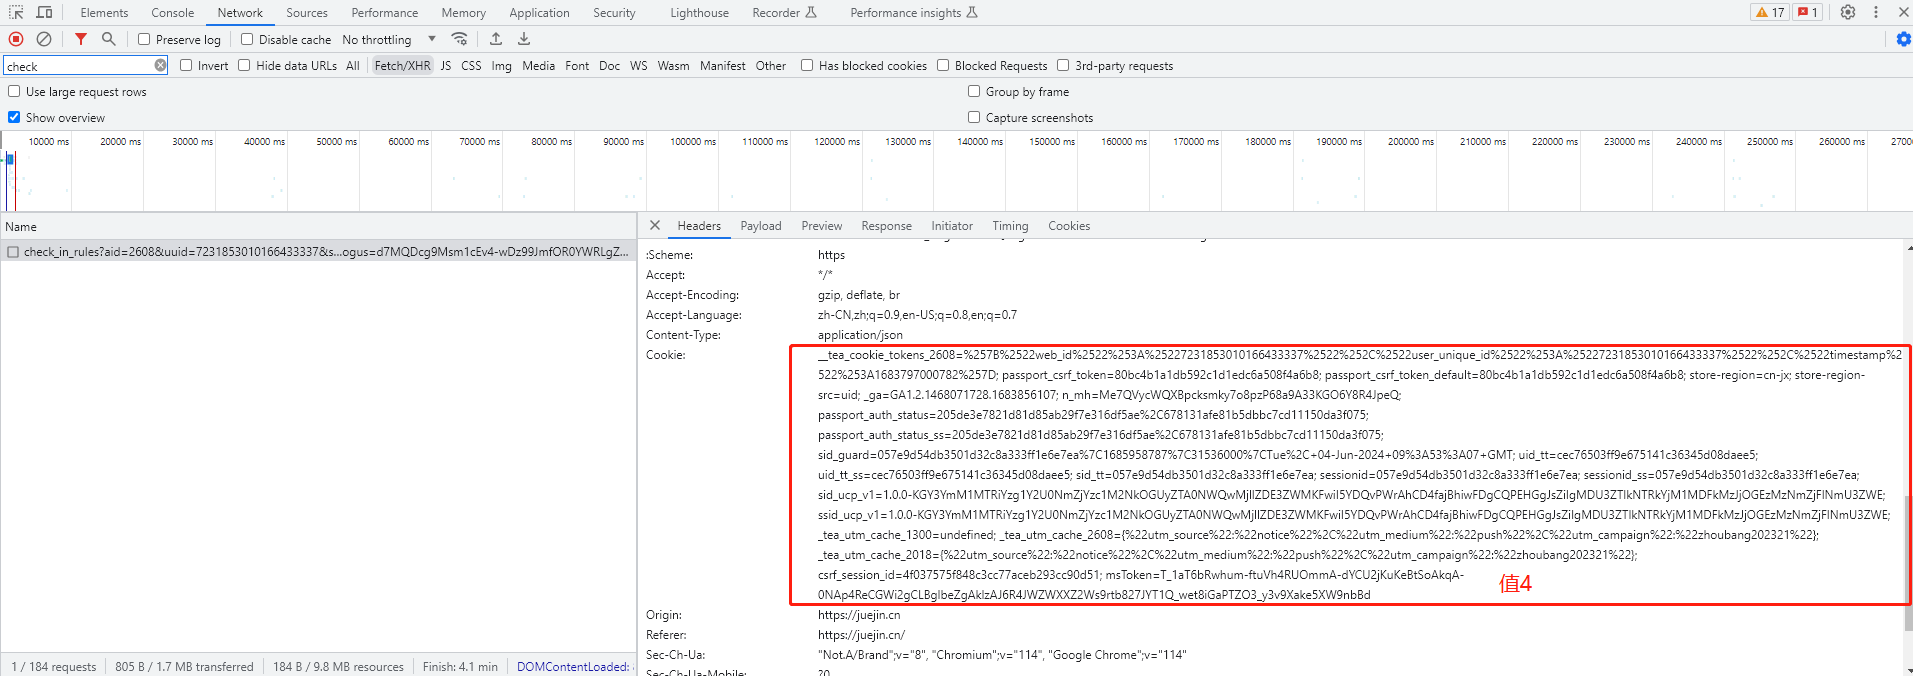 Elements Console Network Sources Performance Memory Application Security Lighthouse Recorder Performance insights 17 1
Preserve log Disable cache No throttling
check Invert Hide data URLs All Fetch/XHR JS CSS Img Media Font Doc WS Wasm Manifest Other Has blocked cookies Blocked Requests 3rd-party requests
Use large request rows Group by frame
Show overview Capture screenshots
10000 ms 20000 ms 30000 ms 40000 ms 50000 ms 60000 ms 70000 ms 80000 ms 90000 ms 100000 ms 110000 ms 120000 ms 130000 ms 140000 ms 150000 ms 160000 ms 170000 ms 180000 ms 190000 ms 200000 ms 210000 ms 220000 ms 230000 ms 240000 ms 250000 ms 260000 ms 2700
Name
check_in_rules?aid=2608&uuid=7231853010166433337&s...ogus=d7MQDcg9Msm1cEv4-wDz99JmfOR0YWRLgZ...
Headers Payload Preview Response Initiator Timing Cookies
:Scheme: https
Accept: */*
Accept-Encoding: gzip, deflate, br
Accept-Language: zh-CN,zh;q=0.9,en-US;q=0.8,en;q=0.7
Content-Type: application/json
Cookie: __tea_cookie_tokens_2608=%257B%2522web_id%2522%253A%25227231853010166433337%2522%252C%2522user_unique_id%2522%253A%25227231853010166433337%2522%252C%2522timestamp%2
522%253A1683797000782%257D; passport_csrf_token=80bc4b1a1db592c1d1edc6a508f4a6b8; passport_csrf_token_default=80bc4b1a1db592c1d1edc6a508f4a6b8; store-region=cn-jx; store-region-
src=uid; _ga=GA1.2.1468071728.1683856107; n_mh=Me7QVycWQXBpcksmky7o8pzP68a9A33KGO6Y8R4JpeQ;
passport_auth_status=205de3e7821d81d85ab29f7e316df5ae%2C678131afe81b5dbbc7cd11150da3f075;
passport_auth_status_ss=205de3e7821d81d85ab29f7e316df5ae%2C678131afe81b5dbbc7cd11150da3f075;
sid_guard=057e9d54db3501d32c8a333ff1e6e7ea%7C1685958787%7C31536000%7CTue%2C+04-Jun-2024+09%3A53%3A07+GMT; uid_tt=cec76503ff9e675141c36345d08daee5;
uid_tt_ss=cec76503ff9e675141c36345d08daee5; sid_tt=057e9d54db3501d32c8a333ff1e6e7ea; sessionid=057e9d54db3501d32c8a333ff1e6e7ea; sessionid_ss=057e9d54db3501d32c8a333ff1e6e7ea;
sid_ucp_v1=1.0.0-KGY3YmM1MTRiYzg1Y2U0NmZjYzc1M2NkOGUyZTA0NWQwMjlIZDE3ZWMKFwiI5YDQvPWrAhCD4fajBhiwFDgCQPEHGgJsZiIgMDU3ZTlkNTRkYjM1MDFkMzJjOGEzMzNmZjFlNmU3ZWE;
ssid_ucp_v1=1.0.0-KGY3YmM1MTRiYzg1Y2U0NmZjYzc1M2NkOGUyZTA0NWQwMjlIZDE3ZWMKFwiI5YDQvPWrAhCD4fajBhiwFDgCQPEHGgJsZiIgMDU3ZTlkNTRkYjM1MDFkMzJjOGEzMzNmZjFlNmU3ZWE;
_tea_utm_cache_1300=undefined; _tea_utm_cache_2608={%22utm_source%22:%22notice%22%2C%22utm_medium%22:%22push%22%2C%22utm_campaign%22:%22zhoubang202321%22};
_tea_utm_cache_2018={%22utm_source%22:%22notice%22%2C%22utm_medium%22:%22push%22%2C%22utm_campaign%22:%22zhoubang202321%22};
csrf_session_id=4f037575f848c3cc77aceb293cc90d51; msToken=T_1aT6bRwhum-ftuVh4RUOmmA-dYCU2jKuKeBtSoAkqA-
0NAp4ReCGWi2gCLBglbeZgAklzAJ6R4JWZWXXZ2Ws9rtb827JYT1Q_wet8iGaPTZO3_y3v9Xake5XW9nbBd
值4
Origin: https://juejin.cn
Referer: https://juejin.cn/
Sec-Ch-Ua: "Not.A/Brand";v="8", "Chromium";v="114", "Google Chrome";v="114"
Sec-Ch-Ua-Mobile: ?0
1 / 184 requests 805 B / 1.7 MB transferred 184 B / 9.8 MB resources Finish: 4.1 min DOMContentLoaded: